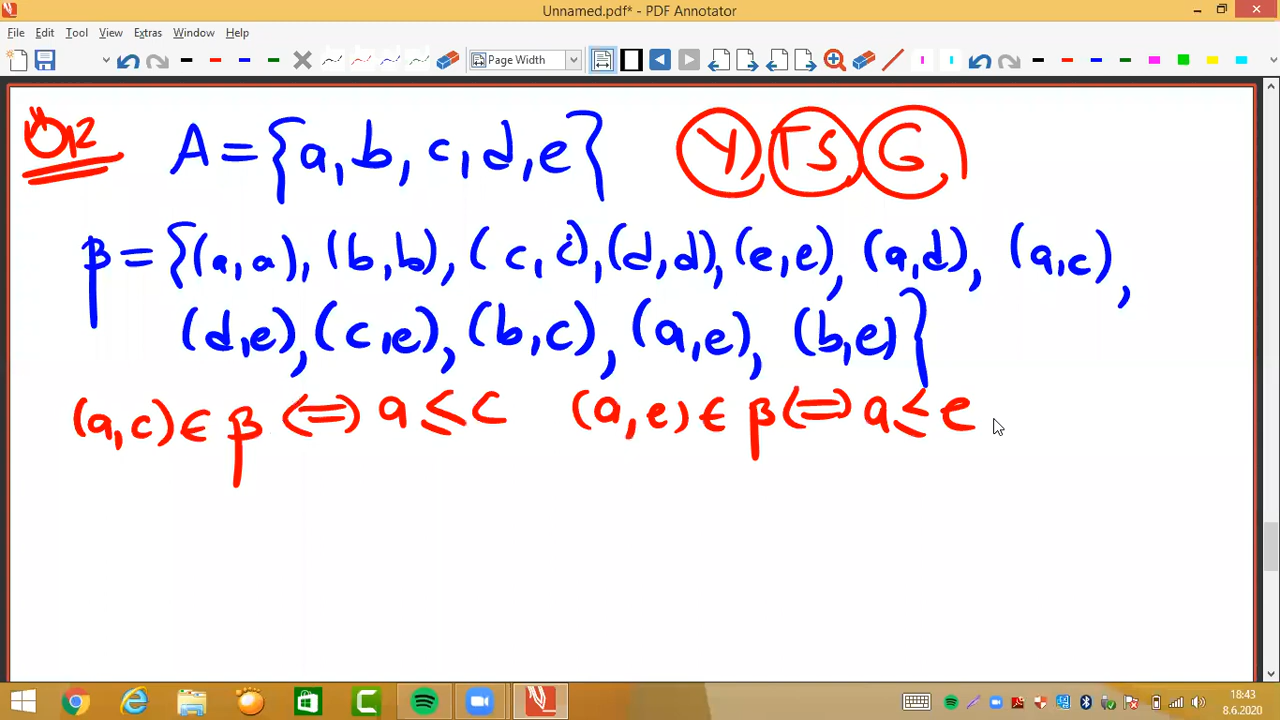 Unnamed.pdf* - PDF Annotator
File Edit Tool View Extras Window Help
Page Width
Ö12 A={a,b,c,d,e} Y TS G
β={(a,a),(b,b),(c,c),(d,d),(e,e),(a,d),(a,c),
(d,e),(c,e),(b,c),(a,e),(b,e)}
(a,c)∈β⇔a≤c (a,e)∈β⇔a≤e
18:43
8.6.2020